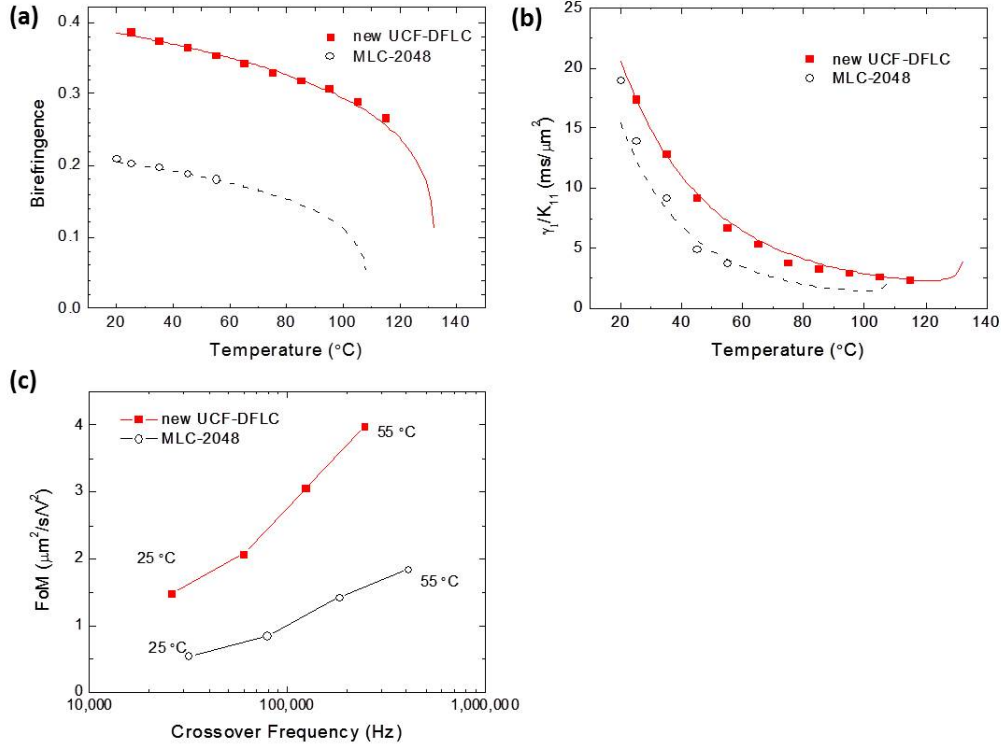 (a)
0.4
0.3
0.2
0.1
0.0
Birefringence
new UCF-DFLC
MLC-2048
20 40 60 80 100 120 140
Temperature (°C)
(b)
25
20
15
10
5
0
γ₁/K₁₁ (ms/μm²)
new UCF-DFLC
MLC-2048
20 40 60 80 100 120 140
Temperature (°C)
(c)
4
3
2
1
0
FoM (μm²/s/V²)
new UCF-DFLC
MLC-2048
55 °C
25 °C
55 °C
25 °C
10,000 100,000 1,000,000
Crossover Frequency (Hz)